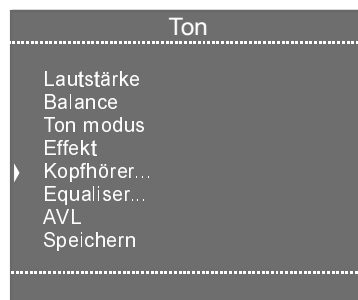 Ton
Lautstärke
Balance
Ton modus
Effekt
Kopfhörer...
Equaliser...
AVL
Speichern